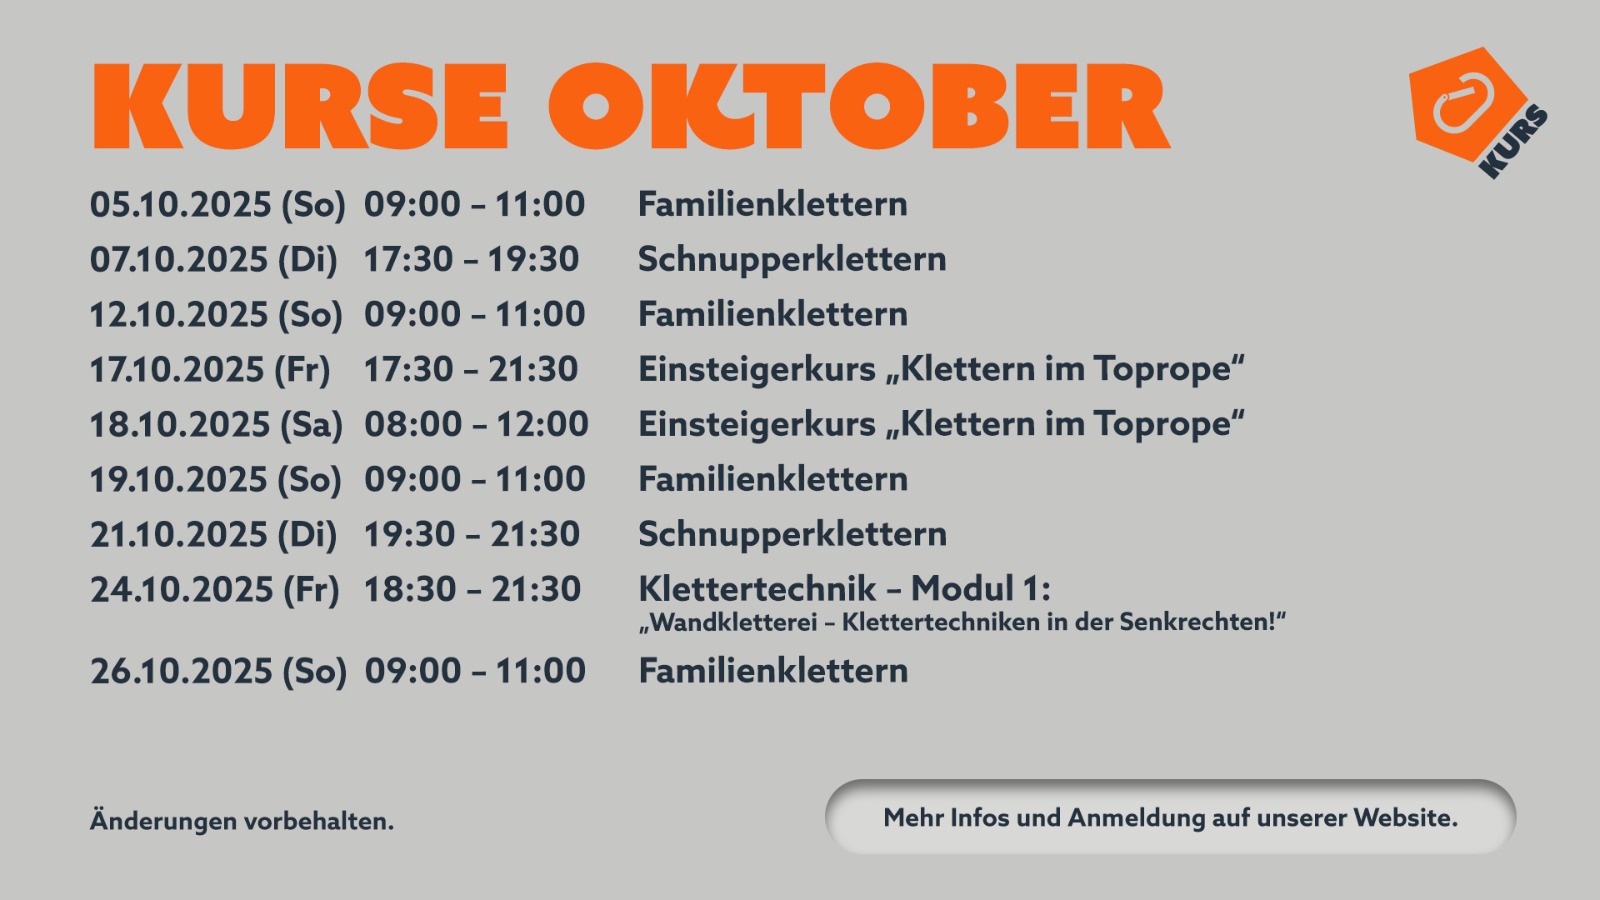 KURSE OKTOBER
KURS
05.10.2025 (So) 09:00 – 11:00 Familienklettern
07.10.2025 (Di) 17:30 – 19:30 Schnupperklettern
12.10.2025 (So) 09:00 – 11:00 Familienklettern
17.10.2025 (Fr) 17:30 – 21:30 Einsteigerkurs „Klettern im Toprope“
18.10.2025 (Sa) 08:00 – 12:00 Einsteigerkurs „Klettern im Toprope“
19.10.2025 (So) 09:00 – 11:00 Familienklettern
21.10.2025 (Di) 19:30 – 21:30 Schnupperklettern
24.10.2025 (Fr) 18:30 – 21:30 Klettertechnik – Modul 1:
„Wandkletterei – Klettertechniken in der Senkrechten!“
26.10.2025 (So) 09:00 – 11:00 Familienklettern
Änderungen vorbehalten.
Mehr Infos und Anmeldung auf unserer Website.